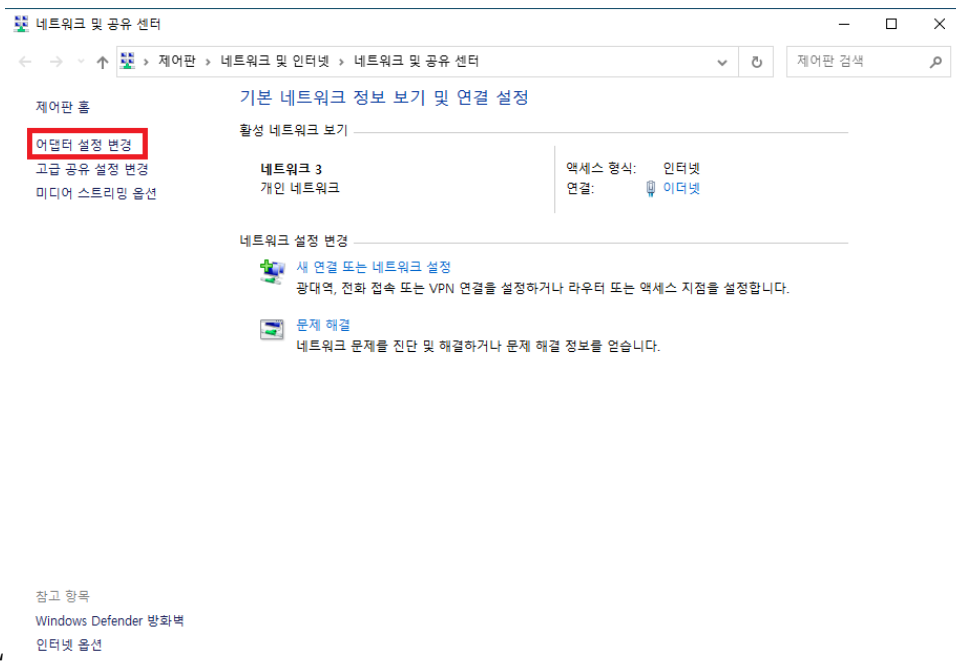 네트워크 및 공유 센터
제어판 › 네트워크 및 인터넷 › 네트워크 및 공유 센터
제어판 검색
제어판 홈
어댑터 설정 변경
고급 공유 설정 변경
미디어 스트리밍 옵션
기본 네트워크 정보 보기 및 연결 설정
활성 네트워크 보기
네트워크 3
개인 네트워크
액세스 형식: 인터넷
연결: 이더넷
네트워크 설정 변경
새 연결 또는 네트워크 설정
광대역, 전화 접속 또는 VPN 연결을 설정하거나 라우터 또는 액세스 지점을 설정합니다.
문제 해결
네트워크 문제를 진단 및 해결하거나 문제 해결 정보를 얻습니다.
참고 항목
Windows Defender 방화벽
인터넷 옵션